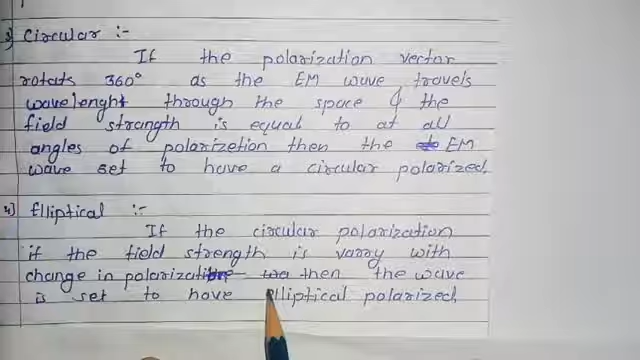 3) Circular :-
If the polarization vector
rotats 360° as the EM wave travels
wavelenght through the space & the
field strength is equal to at all
angles of polarizetion then the EM
wave set to have a circular polarized.
4) Elliptical :-
If the circular polarization
if the field strength is varry with
change in polarization then the wave
is set to have elliptical polarized.